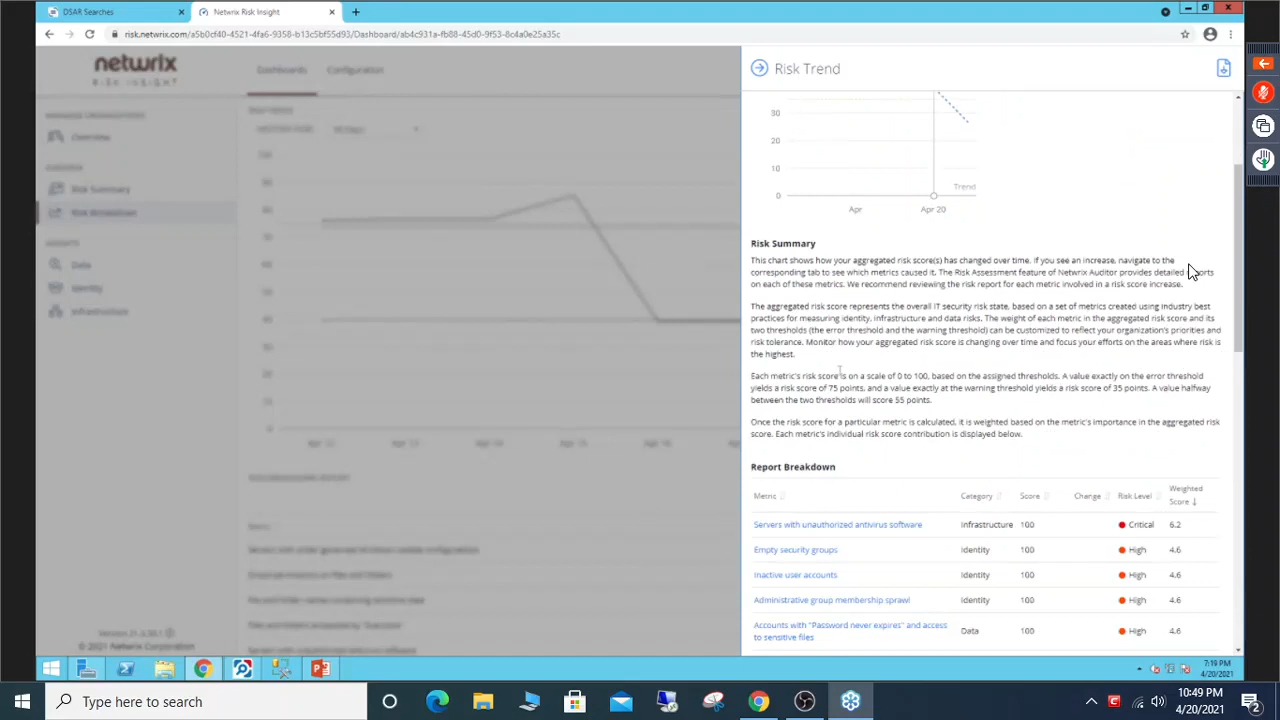 DSAR Searches
Netwrix Risk Insight
risk.netwrix.com/a5b0cf40-4521-4fa6-9358-b13c5bf55d93/Dashboard/ab4c931a-fb88-45d0-9f53-8c4a0e25a35c
netwrix
RISK INSIGHT
Dashboards
Configuration
Overview
Risk Summary
Risk Breakdown
Data
Identity
Infrastructure
© 2021 Netwrix Corporation
Risk Trend
30
20
10
0
Trend
Apr
Apr 20
Risk Summary
This chart shows how your aggregated risk score(s) has changed over time. If you see an increase, navigate to the
corresponding tab to see which metrics caused it. The Risk Assessment feature of Netwrix Auditor provides detailed reports
on each of these metrics. We recommend reviewing the risk report for each metric involved in a risk score increase.
The aggregated risk score represents the overall IT security risk state, based on a set of metrics created using industry best
practices for measuring identity, infrastructure and data risks. The weight of each metric in the aggregated risk score and its
two thresholds (the error threshold and the warning threshold) can be customized to reflect your organization's priorities and
risk tolerance. Monitor how your aggregated risk score is changing over time and focus your efforts on the areas where risk is
the highest.
Each metric's risk score is on a scale of 0 to 100, based on the assigned thresholds. A value exactly on the error threshold
yields a risk score of 75 points, and a value exactly at the warning threshold yields a risk score of 35 points. A value halfway
between the two thresholds will score 55 points.
Once the risk score for a particular metric is calculated, it is weighted based on the metric's importance in the aggregated risk
score. Each metric's individual risk score contribution is displayed below.
Report Breakdown
Metric Category Score Change Risk Level Weighted Score
Servers with unauthorized antivirus software Infrastructure 100 Critical 6.2
Empty security groups Identity 100 High 4.6
Inactive user accounts Identity 100 High 4.6
Administrative group membership sprawl Identity 100 High 4.6
Accounts with "Password never expires" and access
to sensitive files Data 100 High 4.6
7:19 PM
4/20/2021
Type here to search
10:49 PM
4/20/2021
2